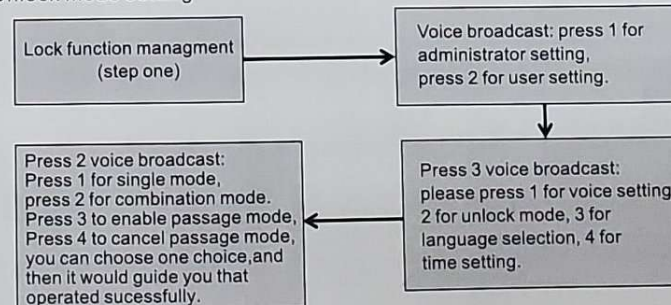 Lock function managment
(step one)
Voice broadcast: press 1 for
administrator setting,
press 2 for user setting.
Press 3 voice broadcast:
please press 1 for voice setting
2 for unlock mode, 3 for
language selection, 4 for
time setting.
Press 2 voice broadcast:
Press 1 for single mode,
press 2 for combination mode.
Press 3 to enable passage mode,
Press 4 to cancel passage mode,
you can choose one choice,and
then it would guide you that
operated sucessfully.